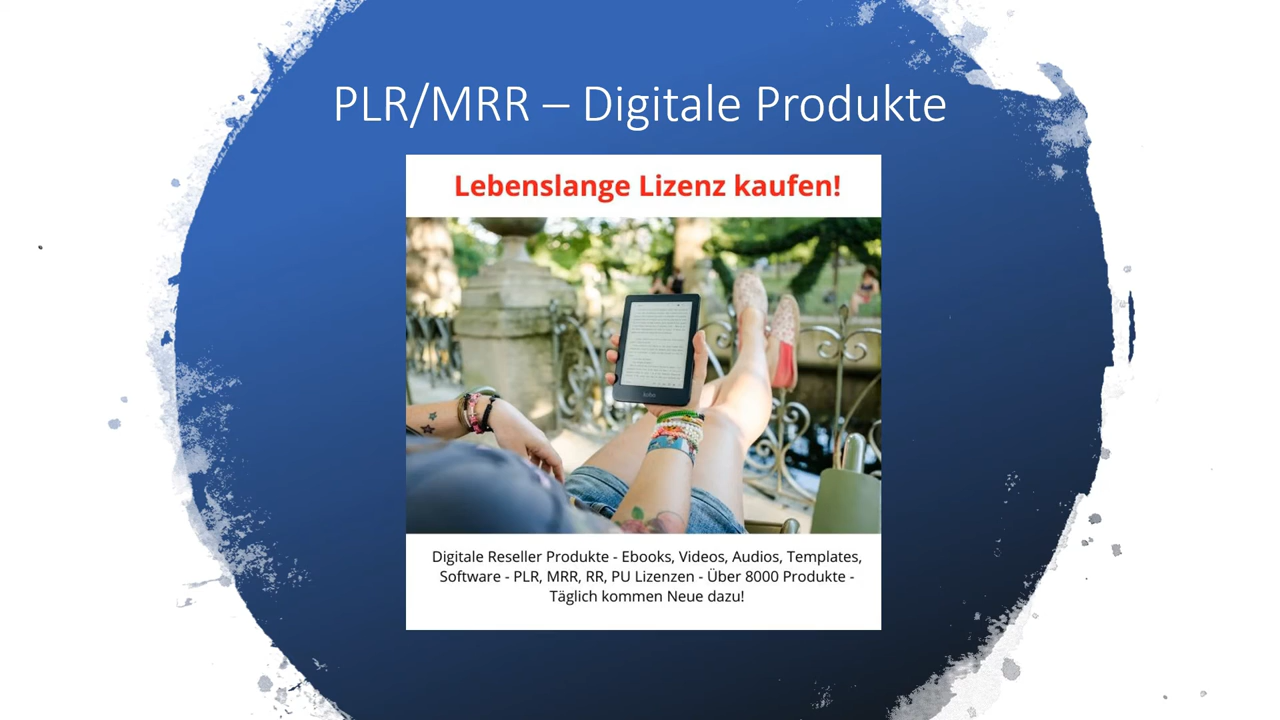 PLR/MRR – Digitale Produkte
Lebenslange Lizenz kaufen!
Digitale Reseller Produkte - Ebooks, Videos, Audios, Templates,
Software - PLR, MRR, RR, PU Lizenzen - Über 8000 Produkte -
Täglich kommen Neue dazu!